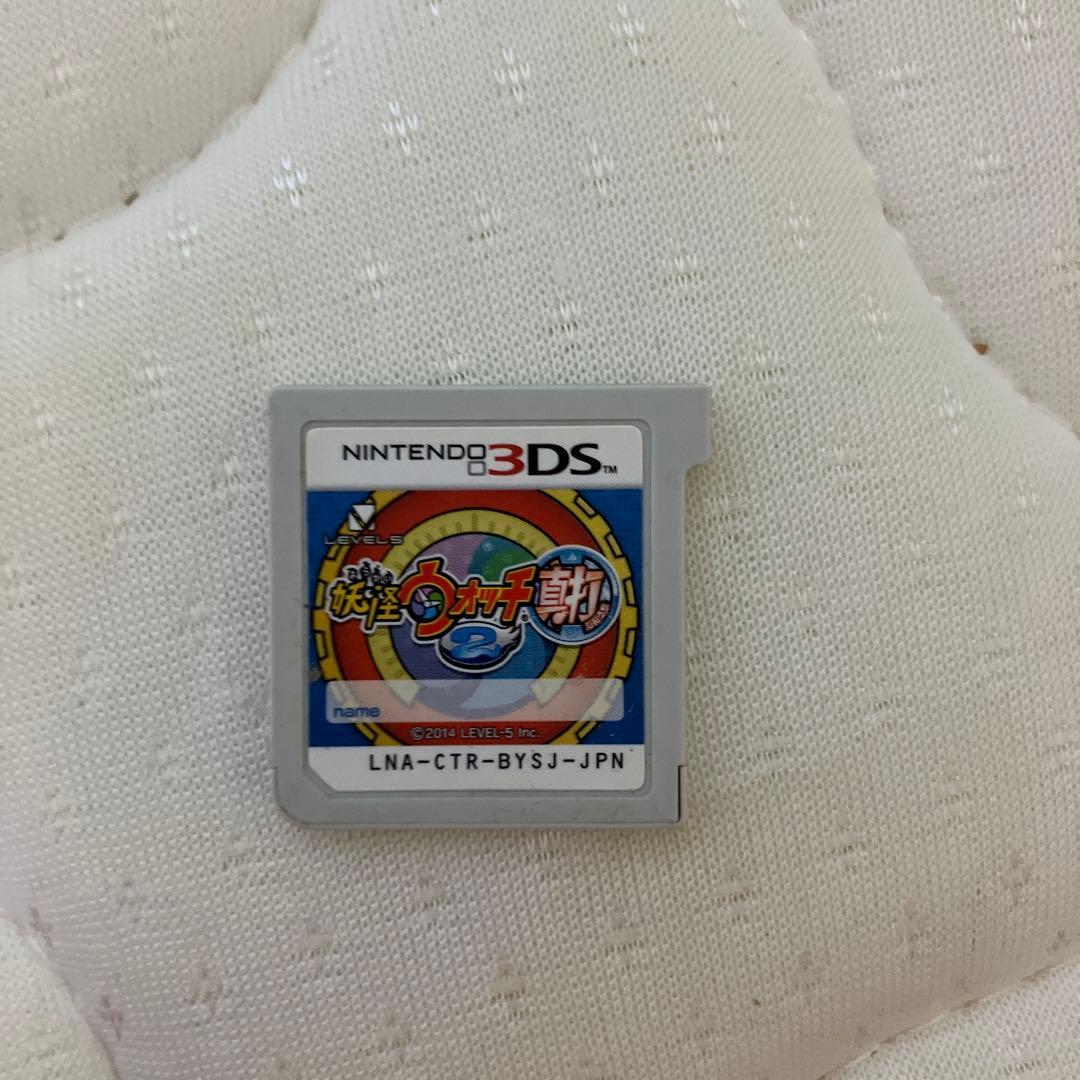 NINTENDO 3DS™
LEVEL5
妖怪ウォッチ 真打
2
name
©2014 LEVEL-5 Inc.
LNA-CTR-BYSJ-JPN